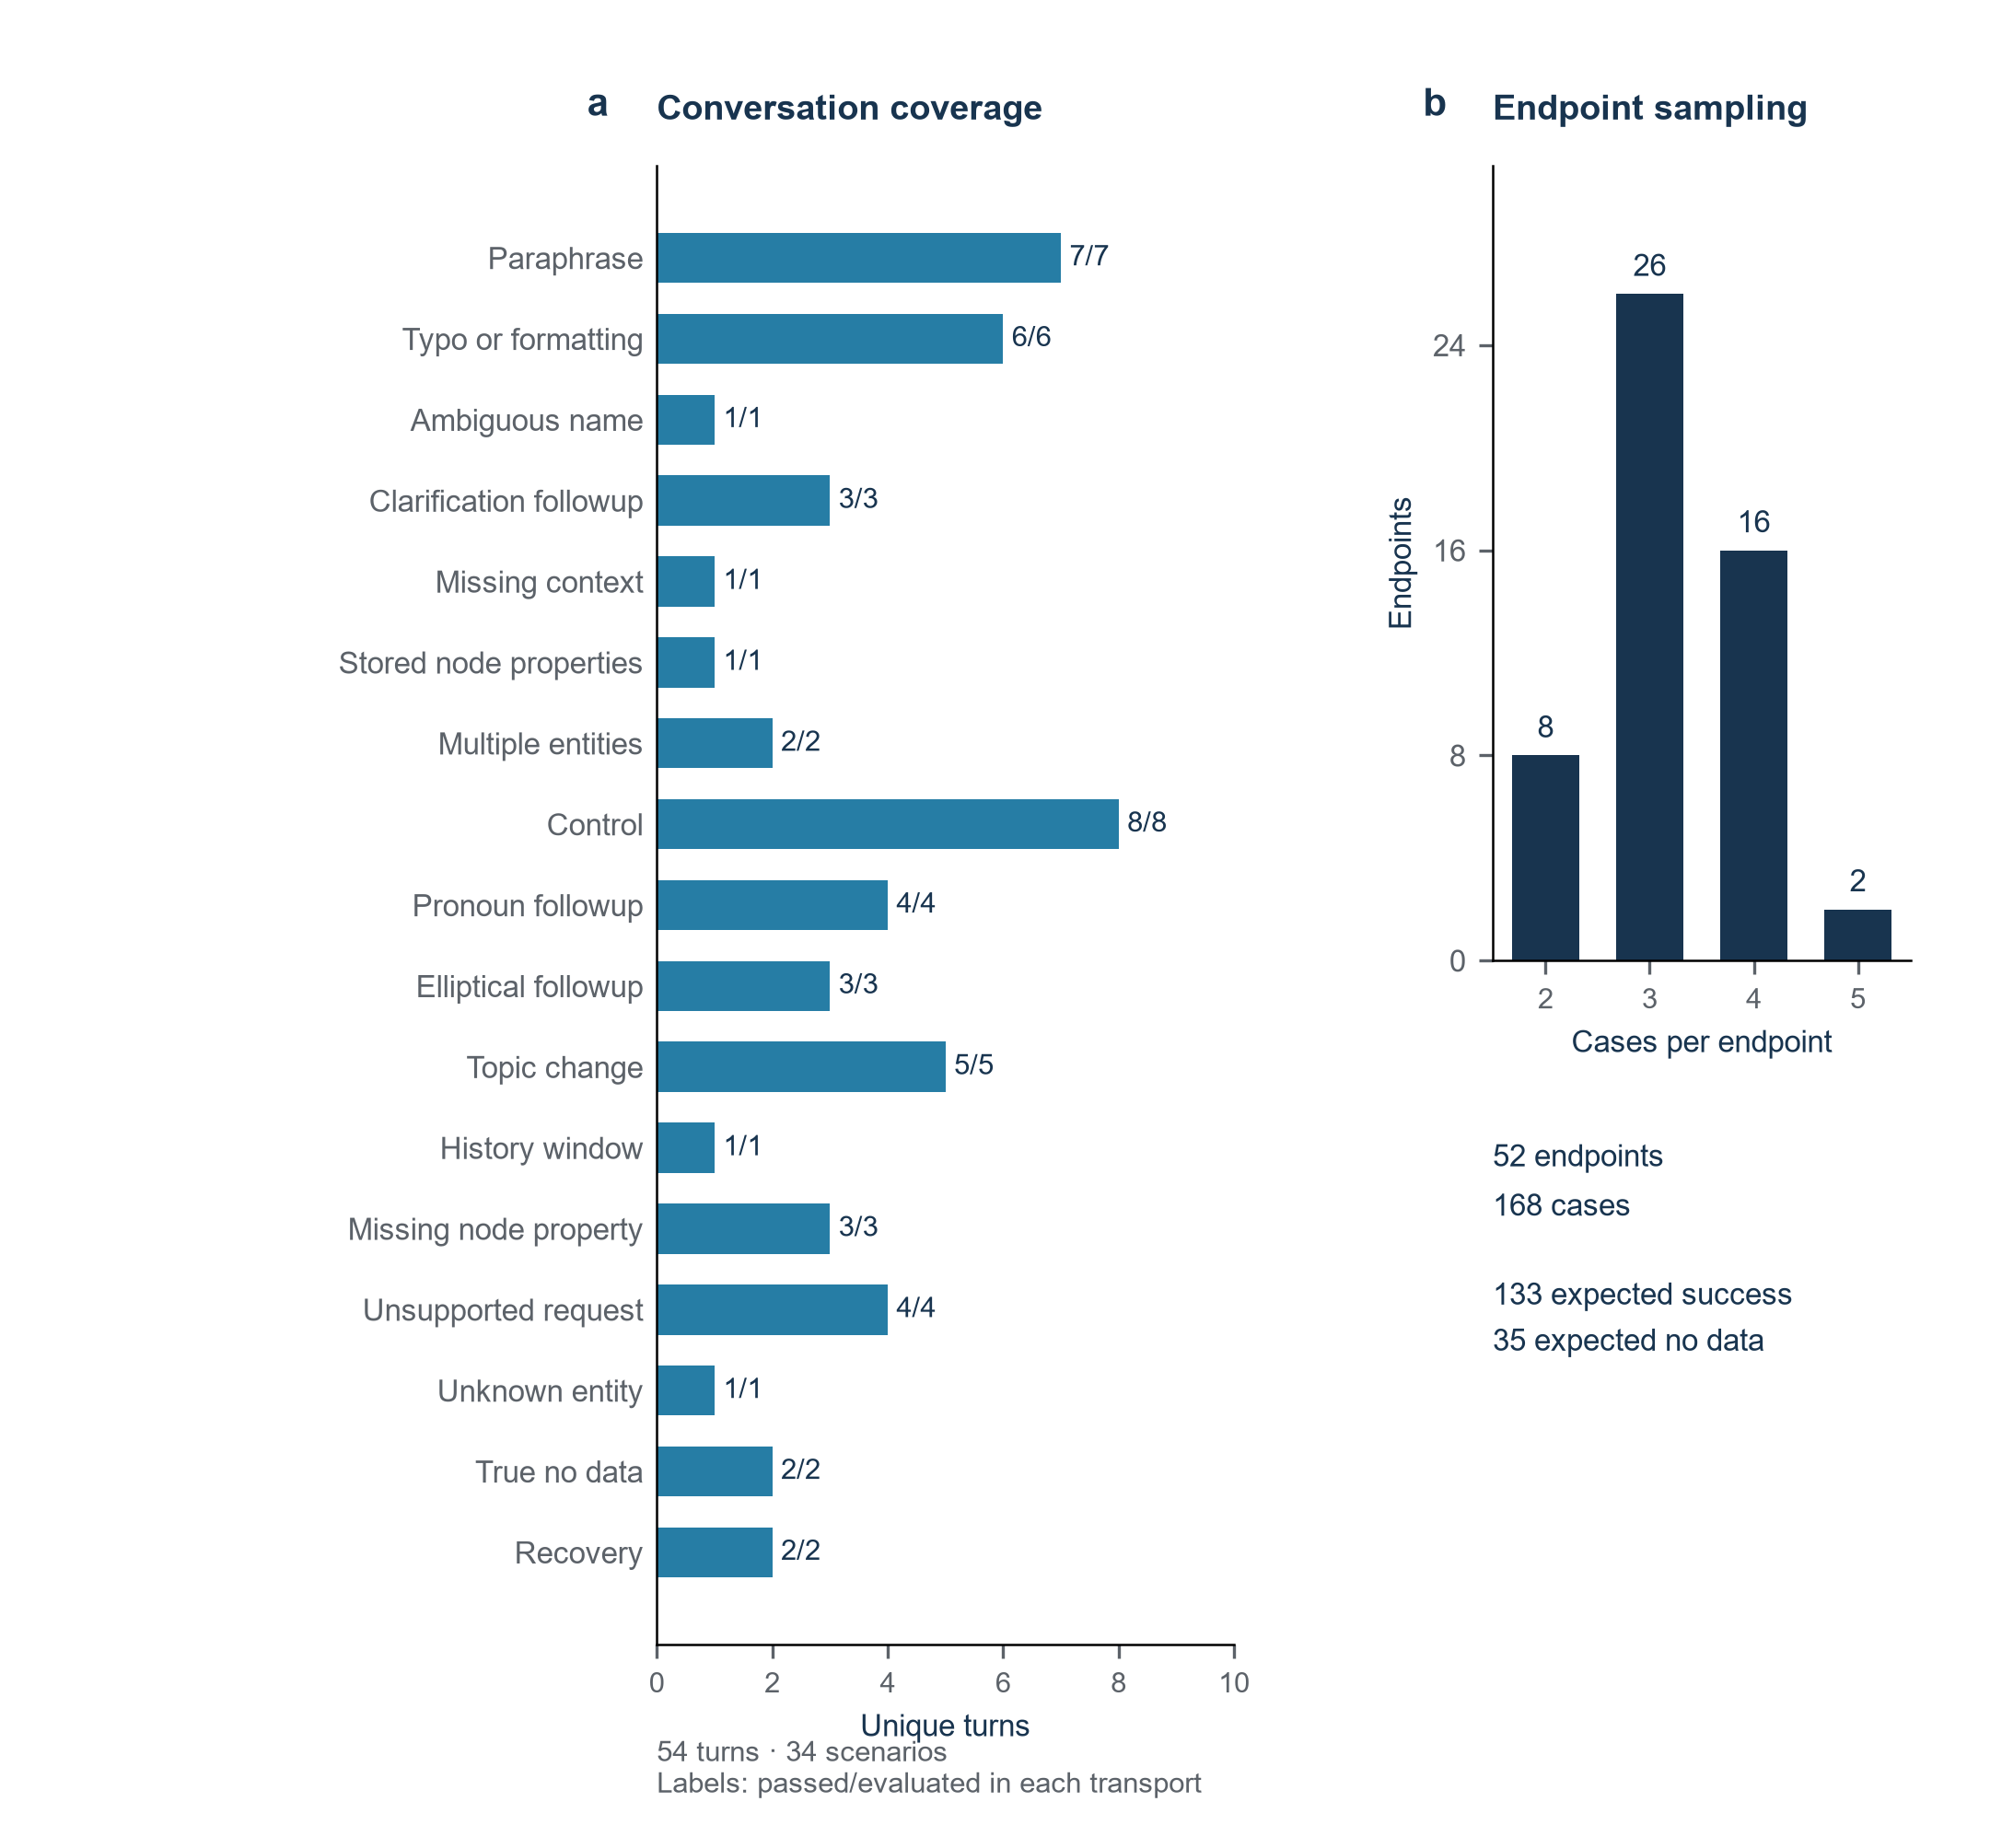 a Conversation coverage
Paraphrase 7/7
Typo or formatting 6/6
Ambiguous name 1/1
Clarification followup 3/3
Missing context 1/1
Stored node properties 1/1
Multiple entities 2/2
Control 8/8
Pronoun followup 4/4
Elliptical followup 3/3
Topic change 5/5
History window 1/1
Missing node property 3/3
Unsupported request 4/4
Unknown entity 1/1
True no data 2/2
Recovery 2/2
0 2 4 6 8 10
Unique turns
54 turns · 34 scenarios
Labels: passed/evaluated in each transport
b Endpoint sampling
Endpoints
24
16
8
0
8 26 16 2
2 3 4 5
Cases per endpoint
52 endpoints
168 cases
133 expected success
35 expected no data